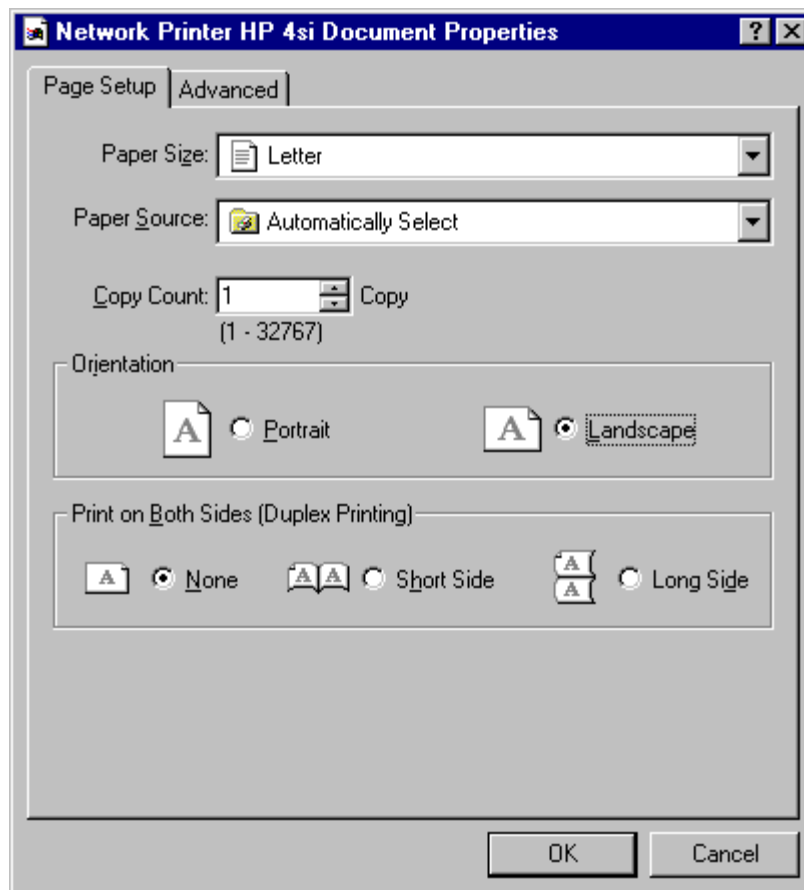 Network Printer HP 4si Document Properties
Page Setup Advanced
Paper Size: Letter
Paper Source: Automatically Select
Copy Count: 1 Copy
(1 - 32767)
Orientation
A Portrait A Landscape
Print on Both Sides (Duplex Printing)
A None A A Short Side A A Long Side
OK Cancel